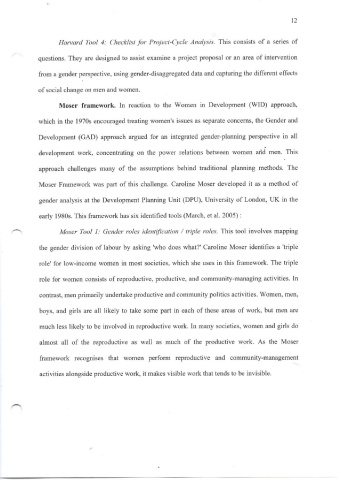 12
Harvard Tool 4: Checklist for Project-Cycle Analysis. This consists of a series of
questions. They are designed to assist examine a project proposal or an area of intervention
from a gender perspective, using gender-disaggregated data and capturing the different effects
of social change on men and women.
Moser framework. In reaction to the Women in Development (WID) approach,
which in the 1970s encouraged treating women's issues as separate concerns, the Gender and
Development (GAD) approach argued for an integrated gender-planning perspective in all
development work, concentrating on the power relations between women and men. This
approach challenges many of the assumptions behind traditional planning methods. The
Moser Framework was part of this challenge. Caroline Moser developed it as a method of
gender analysis at the Development Planning Unit (DPU), University of London, UK in the
early 1980s. This framework has six identified tools (March, et al. 2005) :
Moser Tool 1: Gender roles identification / triple roles. This tool involves mapping
the gender division of labour by asking 'who does what?' Caroline Moser identifies a 'triple
role' for low-income women in most societies, which she uses in this framework. The triple
role for women consists of reproductive, productive, and community-managing activities. In
contrast, men primarily undertake productive and community politics activities. Women, men,
boys, and girls are all likely to take some part in each of these areas of work, but men are
much less likely to be involved in reproductive work. In many societies, women and girls do
almost all of the reproductive as well as much of the productive work. As the Moser
framework recognises that women perform reproductive and community-management
activities alongside productive work, it makes visible work that tends to be invisible.